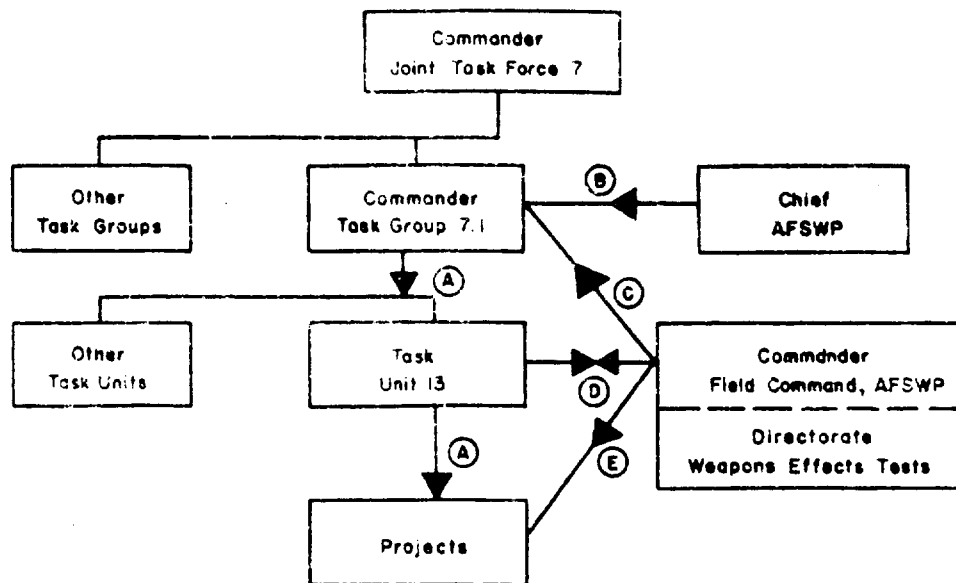 Commander
Joint Task Force 7
Other
Task Groups
Commander
Task Group 7.1
B
Chief
AFSWP
A
C
Other
Task Units
Task
Unit 13
D
Commdnder
Field Command, AFSWP
Directorate
Weapons Effects Tests
A
E
Projects